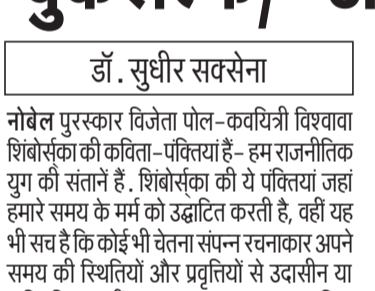 डॉ. सुधीर सक्सेना
नोबेल पुरस्कार विजेता पोल-कवयित्री विश्वावा
शिंबोर्स्का की कविता-पंक्तियां हैं- हम राजनीतिक
युग की संतानें हैं. शिंबोर्स्का की ये पंक्तियां जहां
हमारे समय के मर्म को उद्घाटित करती है, वहीं यह
भी सच है कि कोई भी चेतना संपन्न रचनाकार अपने
समय की स्थितियों और प्रवृत्तियों से उदासीन या